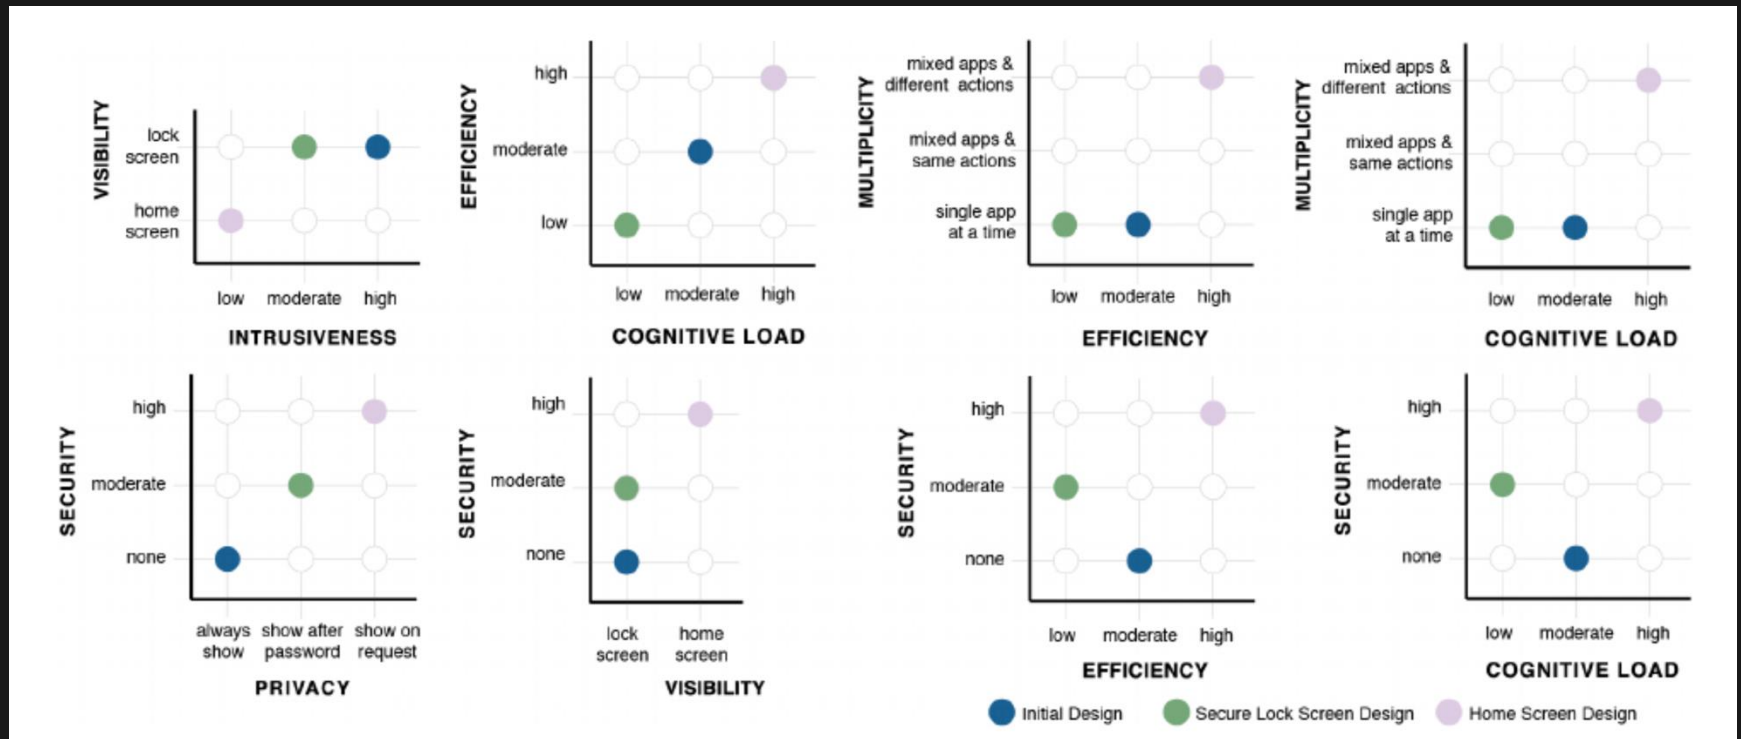 VISIBILITY
lock
screen
home
screen
low moderate high
INTRUSIVENESS
EFFICIENCY
high
moderate
low
low moderate high
COGNITIVE LOAD
MULTIPLICITY
mixed apps &
different actions
mixed apps &
same actions
single app
at a time
low moderate high
EFFICIENCY
MULTIPLICITY
mixed apps &
different actions
mixed apps &
same actions
single app
at a time
low moderate high
COGNITIVE LOAD
SECURITY
high
moderate
none
always show after show on
show password request
PRIVACY
SECURITY
high
moderate
none
lock home
screen screen
VISIBILITY
SECURITY
high
moderate
none
low moderate high
EFFICIENCY
SECURITY
high
moderate
none
low moderate high
COGNITIVE LOAD
Initial Design Secure Lock Screen Design Home Screen Design